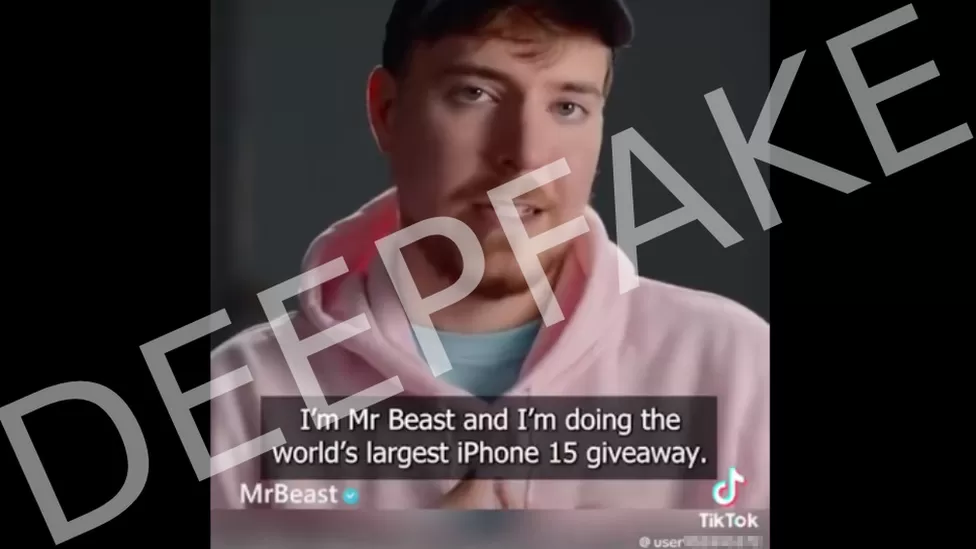 DEEPFAKE
I'm Mr Beast and I'm doing the
world's largest iPhone 15 giveaway.
MrBeast
TikTok
@ user